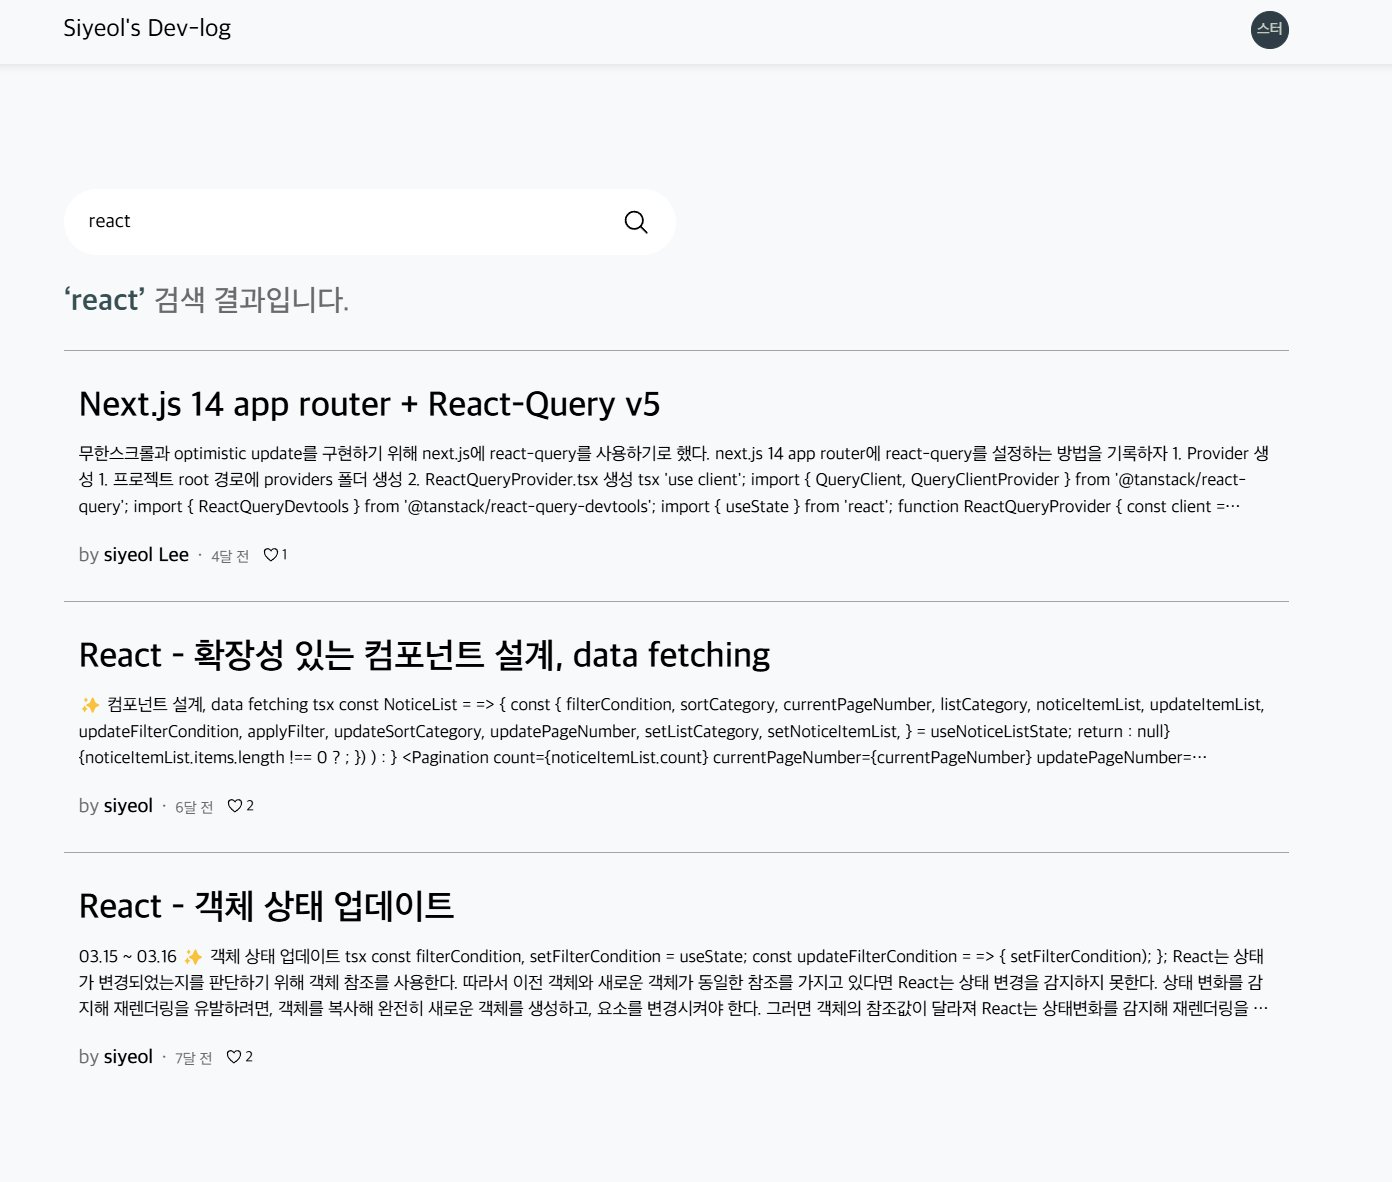 Siyeol's Dev-log
스터
react
‘react’ 검색 결과입니다.
Next.js 14 app router + React-Query v5
무한스크롤과 optimistic update를 구현하기 위해 next.js에 react-query를 사용하기로 했다. next.js 14 app router에 react-query를 설정하는 방법을 기록하자 1. Provider 생
성 1. 프로젝트 root 경로에 providers 폴더 생성 2. ReactQueryProvider.tsx 생성 tsx 'use client'; import { QueryClient, QueryClientProvider } from '@tanstack/react-
query'; import { ReactQueryDevtools } from '@tanstack/react-query-devtools'; import { useState } from 'react'; function ReactQueryProvider { const client =…
by siyeol Lee · 4달 전 ♡ 1
React - 확장성 있는 컴포넌트 설계, data fetching
✨ 컴포넌트 설계, data fetching tsx const NoticeList = => { const { filterCondition, sortCategory, currentPageNumber, listCategory, noticeItemList, updateItemList,
updateFilterCondition, applyFilter, updateSortCategory, updatePageNumber, setListCategory, setNoticeItemList, } = useNoticeListState; return : null}
{noticeItemList.items.length !== 0 ? ; }) ) : } <Pagination count={noticeItemList.count} currentPageNumber={currentPageNumber} updatePageNumber=…
by siyeol · 6달 전 ♡ 2
React - 객체 상태 업데이트
03.15 ~ 03.16 ✨ 객체 상태 업데이트 tsx const filterCondition, setFilterCondition = useState; const updateFilterCondition = => { setFilterCondition); }; React는 상태
가 변경되었는지를 판단하기 위해 객체 참조를 사용한다. 따라서 이전 객체와 새로운 객체가 동일한 참조를 가지고 있다면 React는 상태 변경을 감지하지 못한다. 상태 변화를 감
지해 재렌더링을 유발하려면, 객체를 복사해 완전히 새로운 객체를 생성하고, 요소를 변경시켜야 한다. 그러면 객체의 참조값이 달라져 React는 상태변화를 감지해 재렌더링을 …
by siyeol · 7달 전 ♡ 2